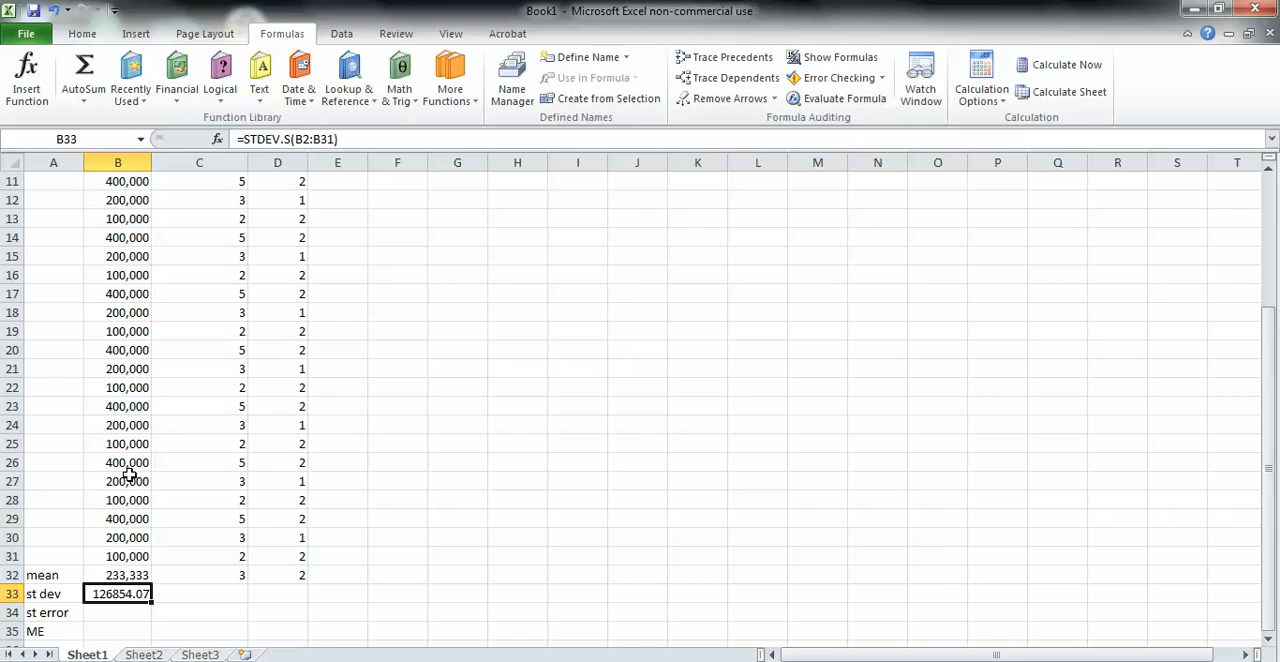 Book1 - Microsoft Excel non-commercial use
File Home Insert Page Layout Formulas Data Review View Acrobat
Insert Function
AutoSum
Recently Used
Financial
Logical
Text
Date & Time
Lookup & Reference
Math & Trig
More Functions
Function Library
Name Manager
Define Name
Use in Formula
Create from Selection
Defined Names
Trace Precedents
Trace Dependents
Remove Arrows
Show Formulas
Error Checking
Evaluate Formula
Formula Auditing
Watch Window
Calculation Options
Calculate Now
Calculate Sheet
Calculation
B33 fx =STDEV.S(B2:B31)
A B C D E F G H I J K L M N O P Q R S T
11 400,000 5 2
12 200,000 3 1
13 100,000 2 2
14 400,000 5 2
15 200,000 3 1
16 100,000 2 2
17 400,000 5 2
18 200,000 3 1
19 100,000 2 2
20 400,000 5 2
21 200,000 3 1
22 100,000 2 2
23 400,000 5 2
24 200,000 3 1
25 100,000 2 2
26 400,000 5 2
27 200,000 3 1
28 100,000 2 2
29 400,000 5 2
30 200,000 3 1
31 100,000 2 2
32 mean 233,333 3 2
33 st dev 126854.07
34 st error
35 ME
Sheet1 Sheet2 Sheet3